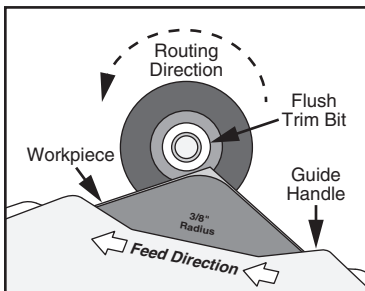 Routing
Direction
Flush
Trim Bit
Workpiece
Guide
Handle
3/8"
Radius
Feed Direction